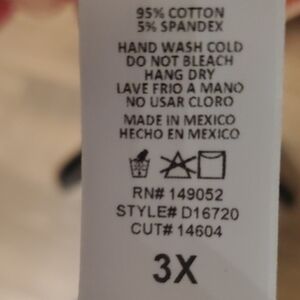 95% COTTON
5% SPANDEX
HAND WASH COLD
DO NOT BLEACH
HANG DRY
LAVE FRIO A MANO
NO USAR CLORO
MADE IN MEXICO
HECHO EN MEXICO
RN# 149052
STYLE# D16720
CUT# 14604
3X